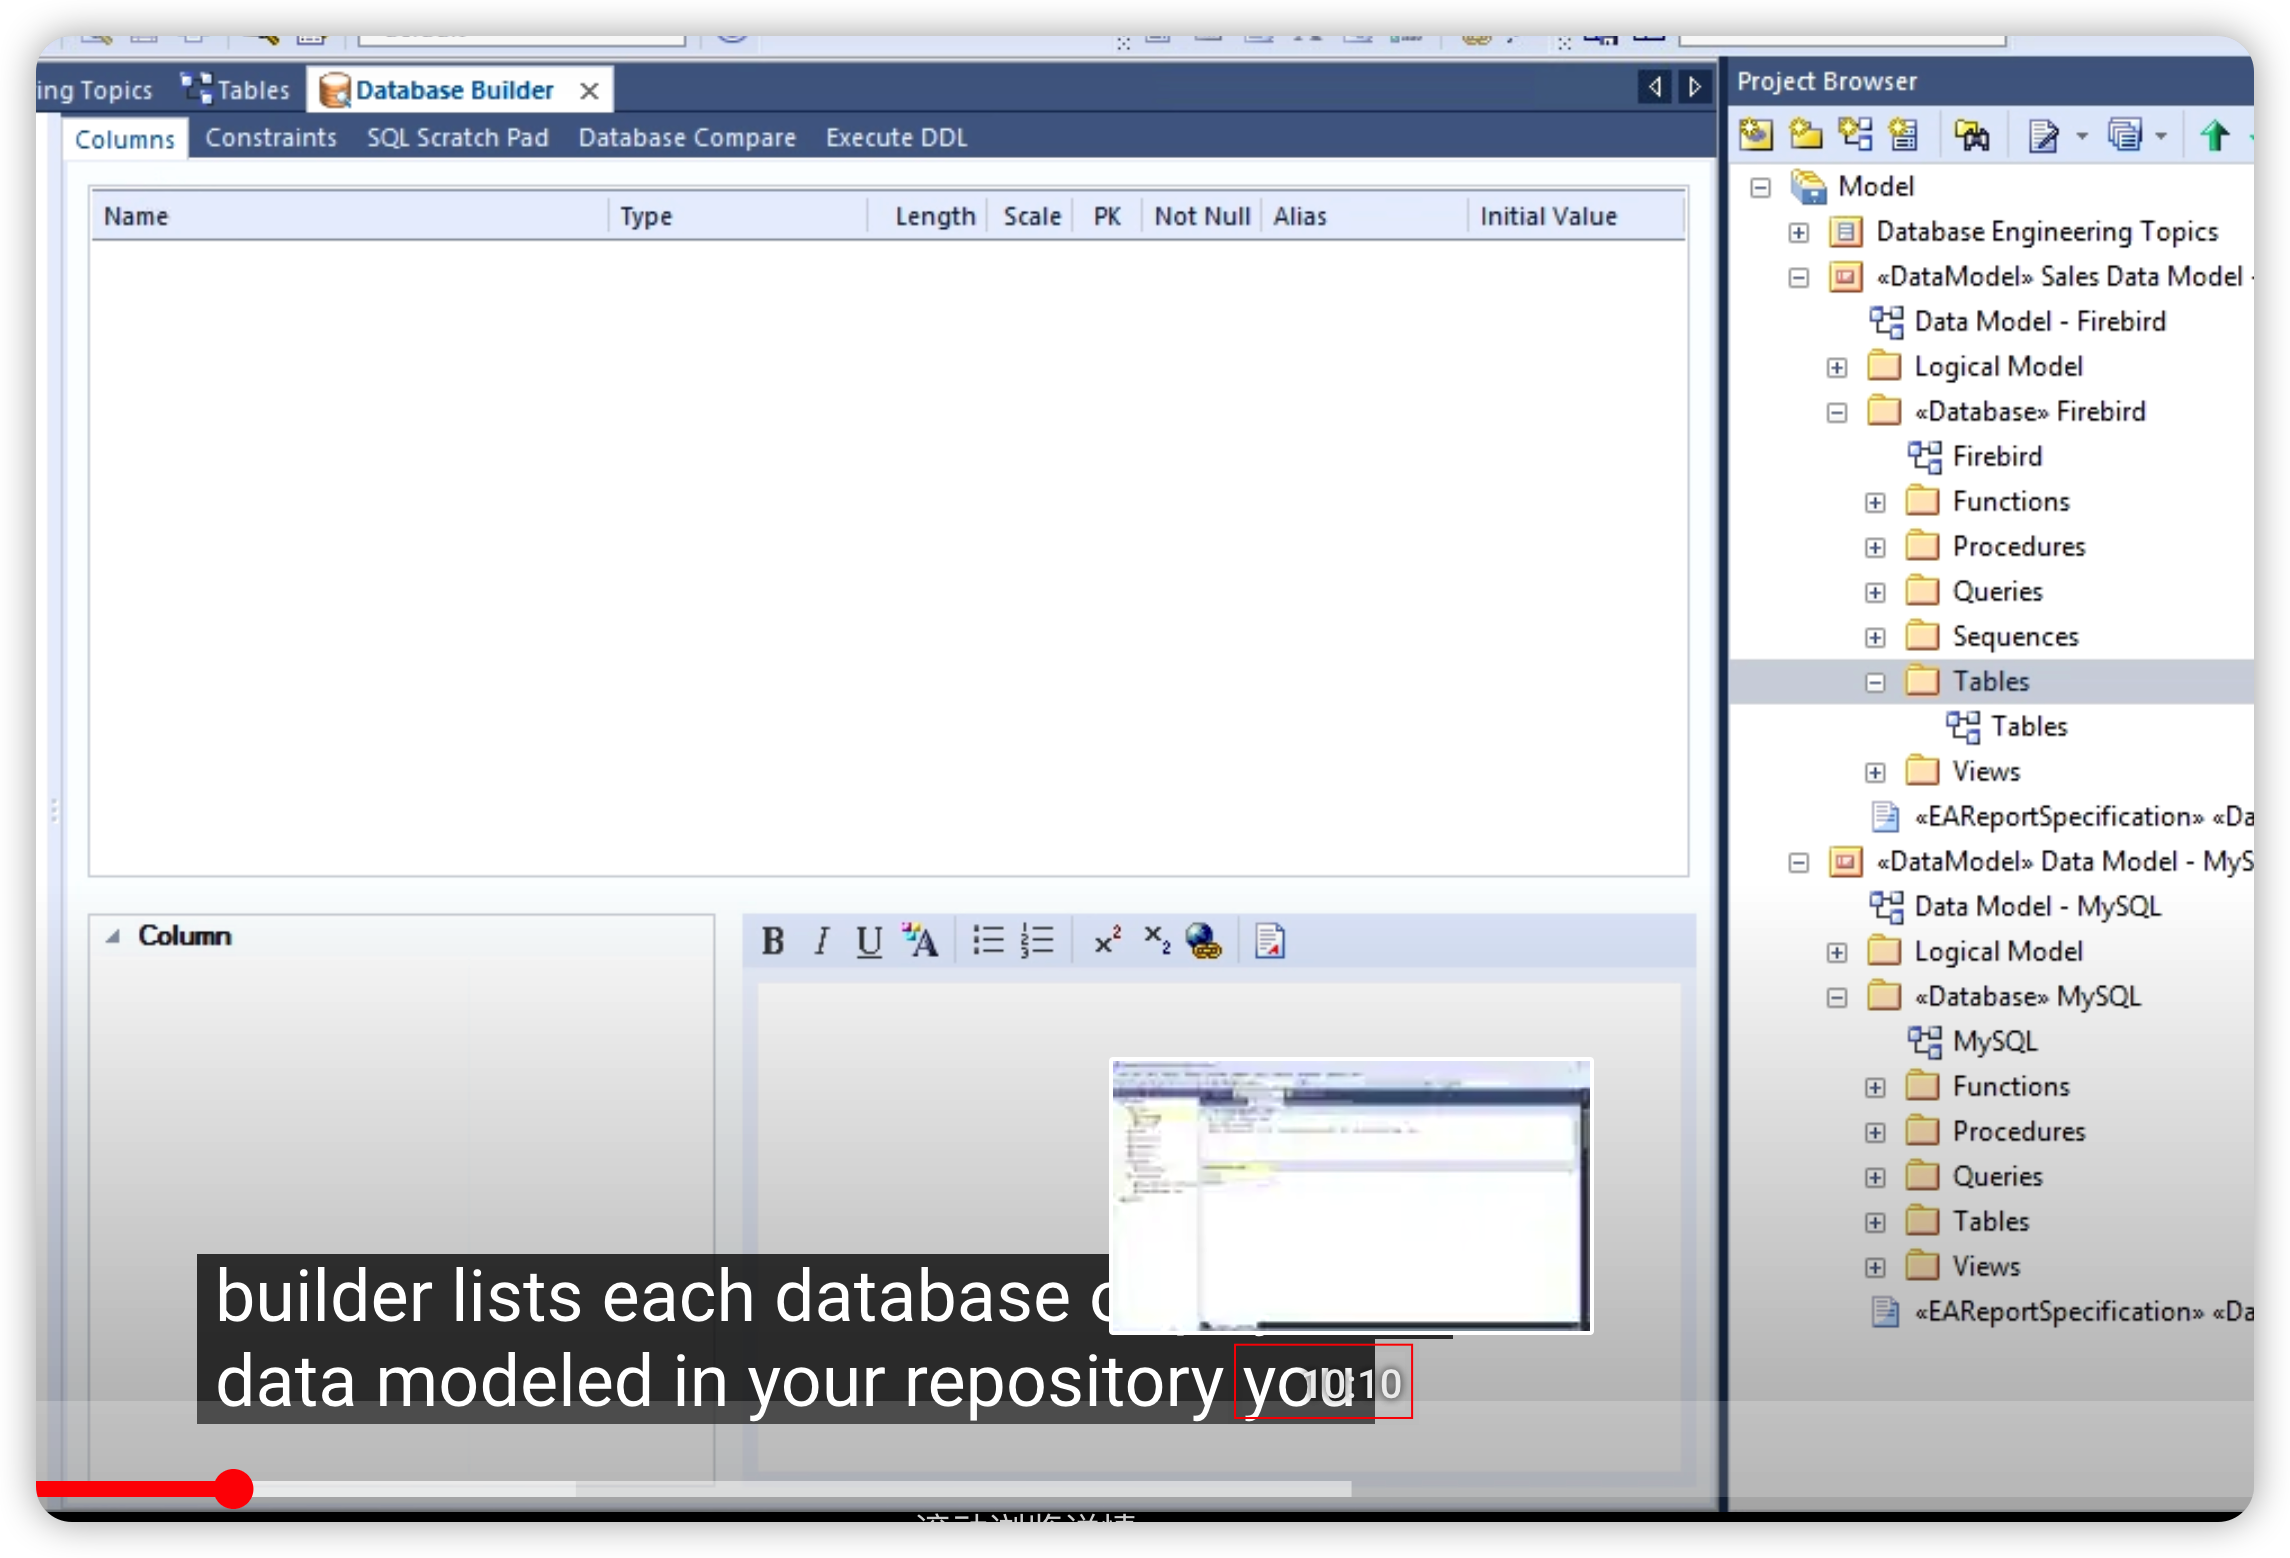 ing Topics
Tables
Database Builder
Columns
Constraints
SQL Scratch Pad
Database Compare
Execute DDL
Name
Type
Length
Scale
PK
Not Null
Alias
Initial Value
Column
B I U A x² x₂
builder lists each database
data modeled in your repository you
10:10
Project Browser
Model
Database Engineering Topics
«DataModel» Sales Data Model -
Data Model - Firebird
Logical Model
«Database» Firebird
Firebird
Functions
Procedures
Queries
Sequences
Tables
Tables
Views
«EAReportSpecification» «Da
«DataModel» Data Model - MyS
Data Model - MySQL
Logical Model
«Database» MySQL
MySQL
Functions
Procedures
Queries
Tables
Views
«EAReportSpecification» «Da